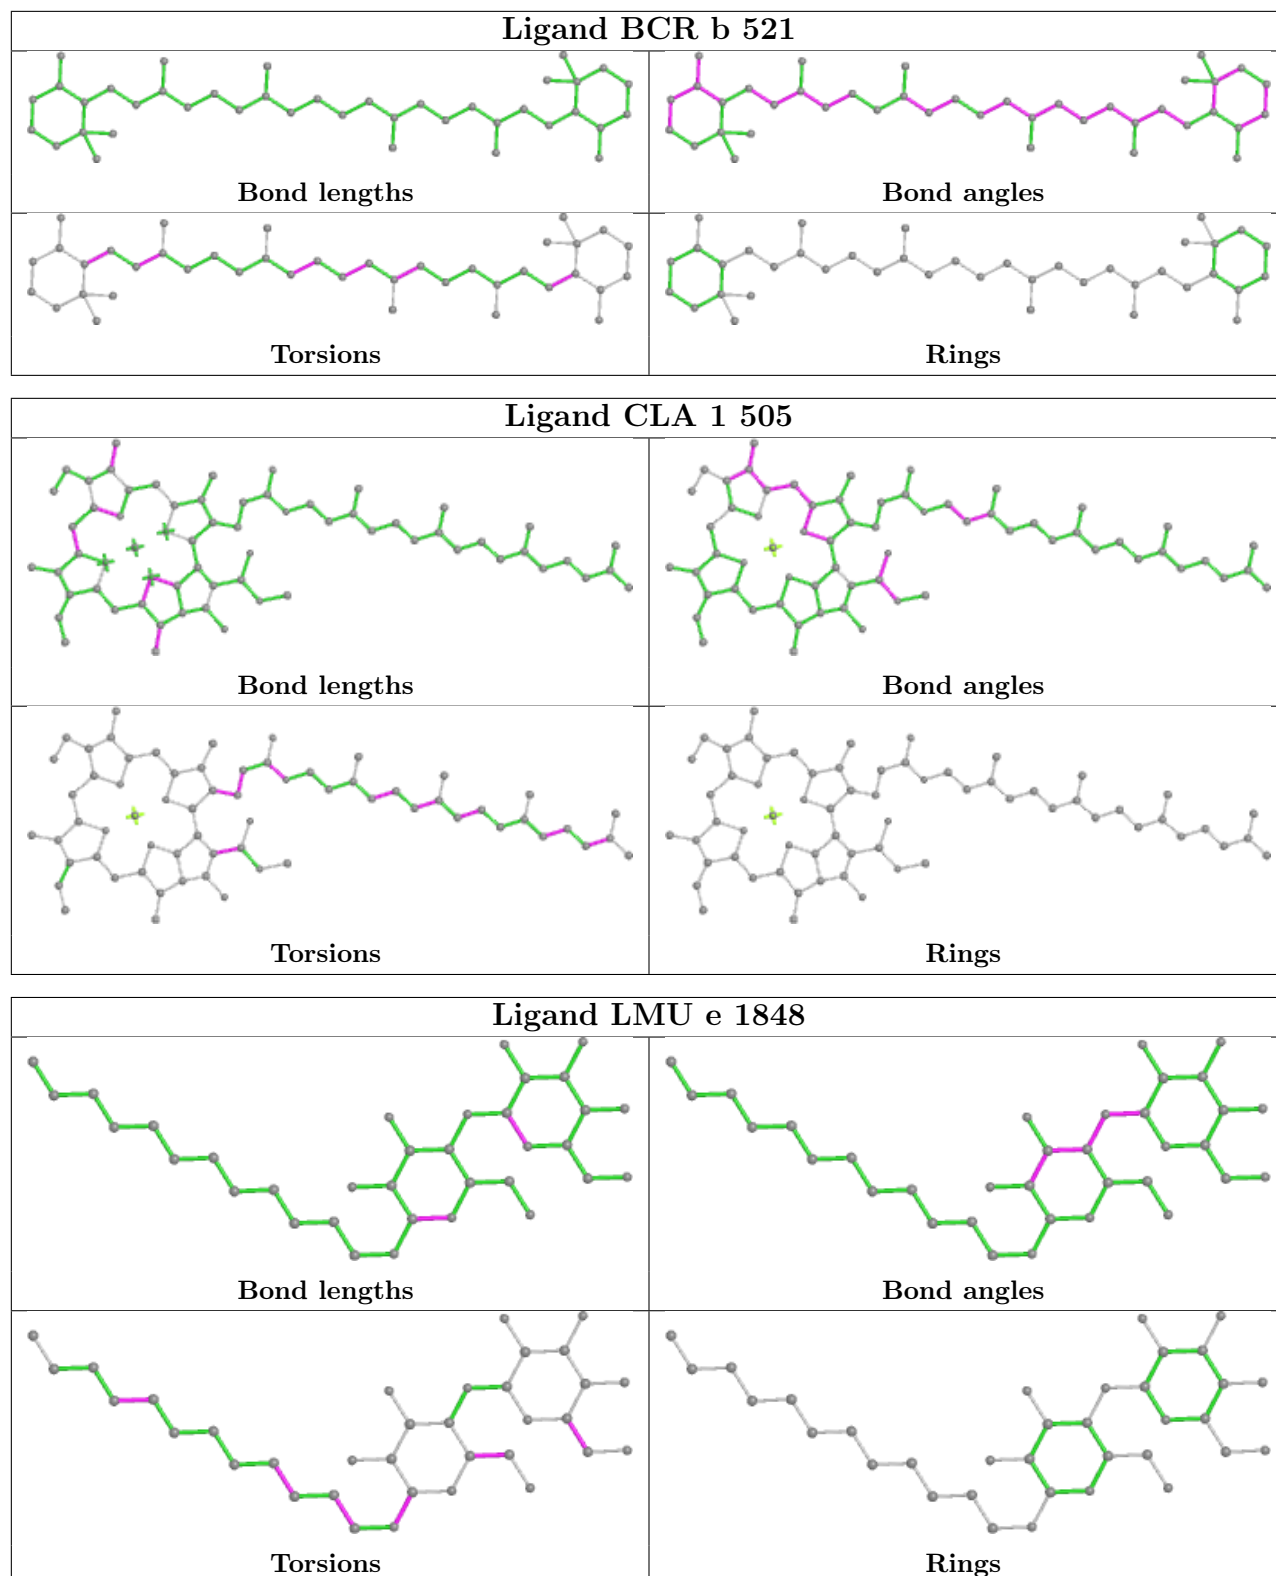 Ligand BCR b 521
Bond lengths
Bond angles
Torsions
Rings
Ligand CLA 1 505
Bond lengths
Bond angles
Torsions
Rings
Ligand LMU e 1848
Bond lengths
Bond angles
Torsions
Rings